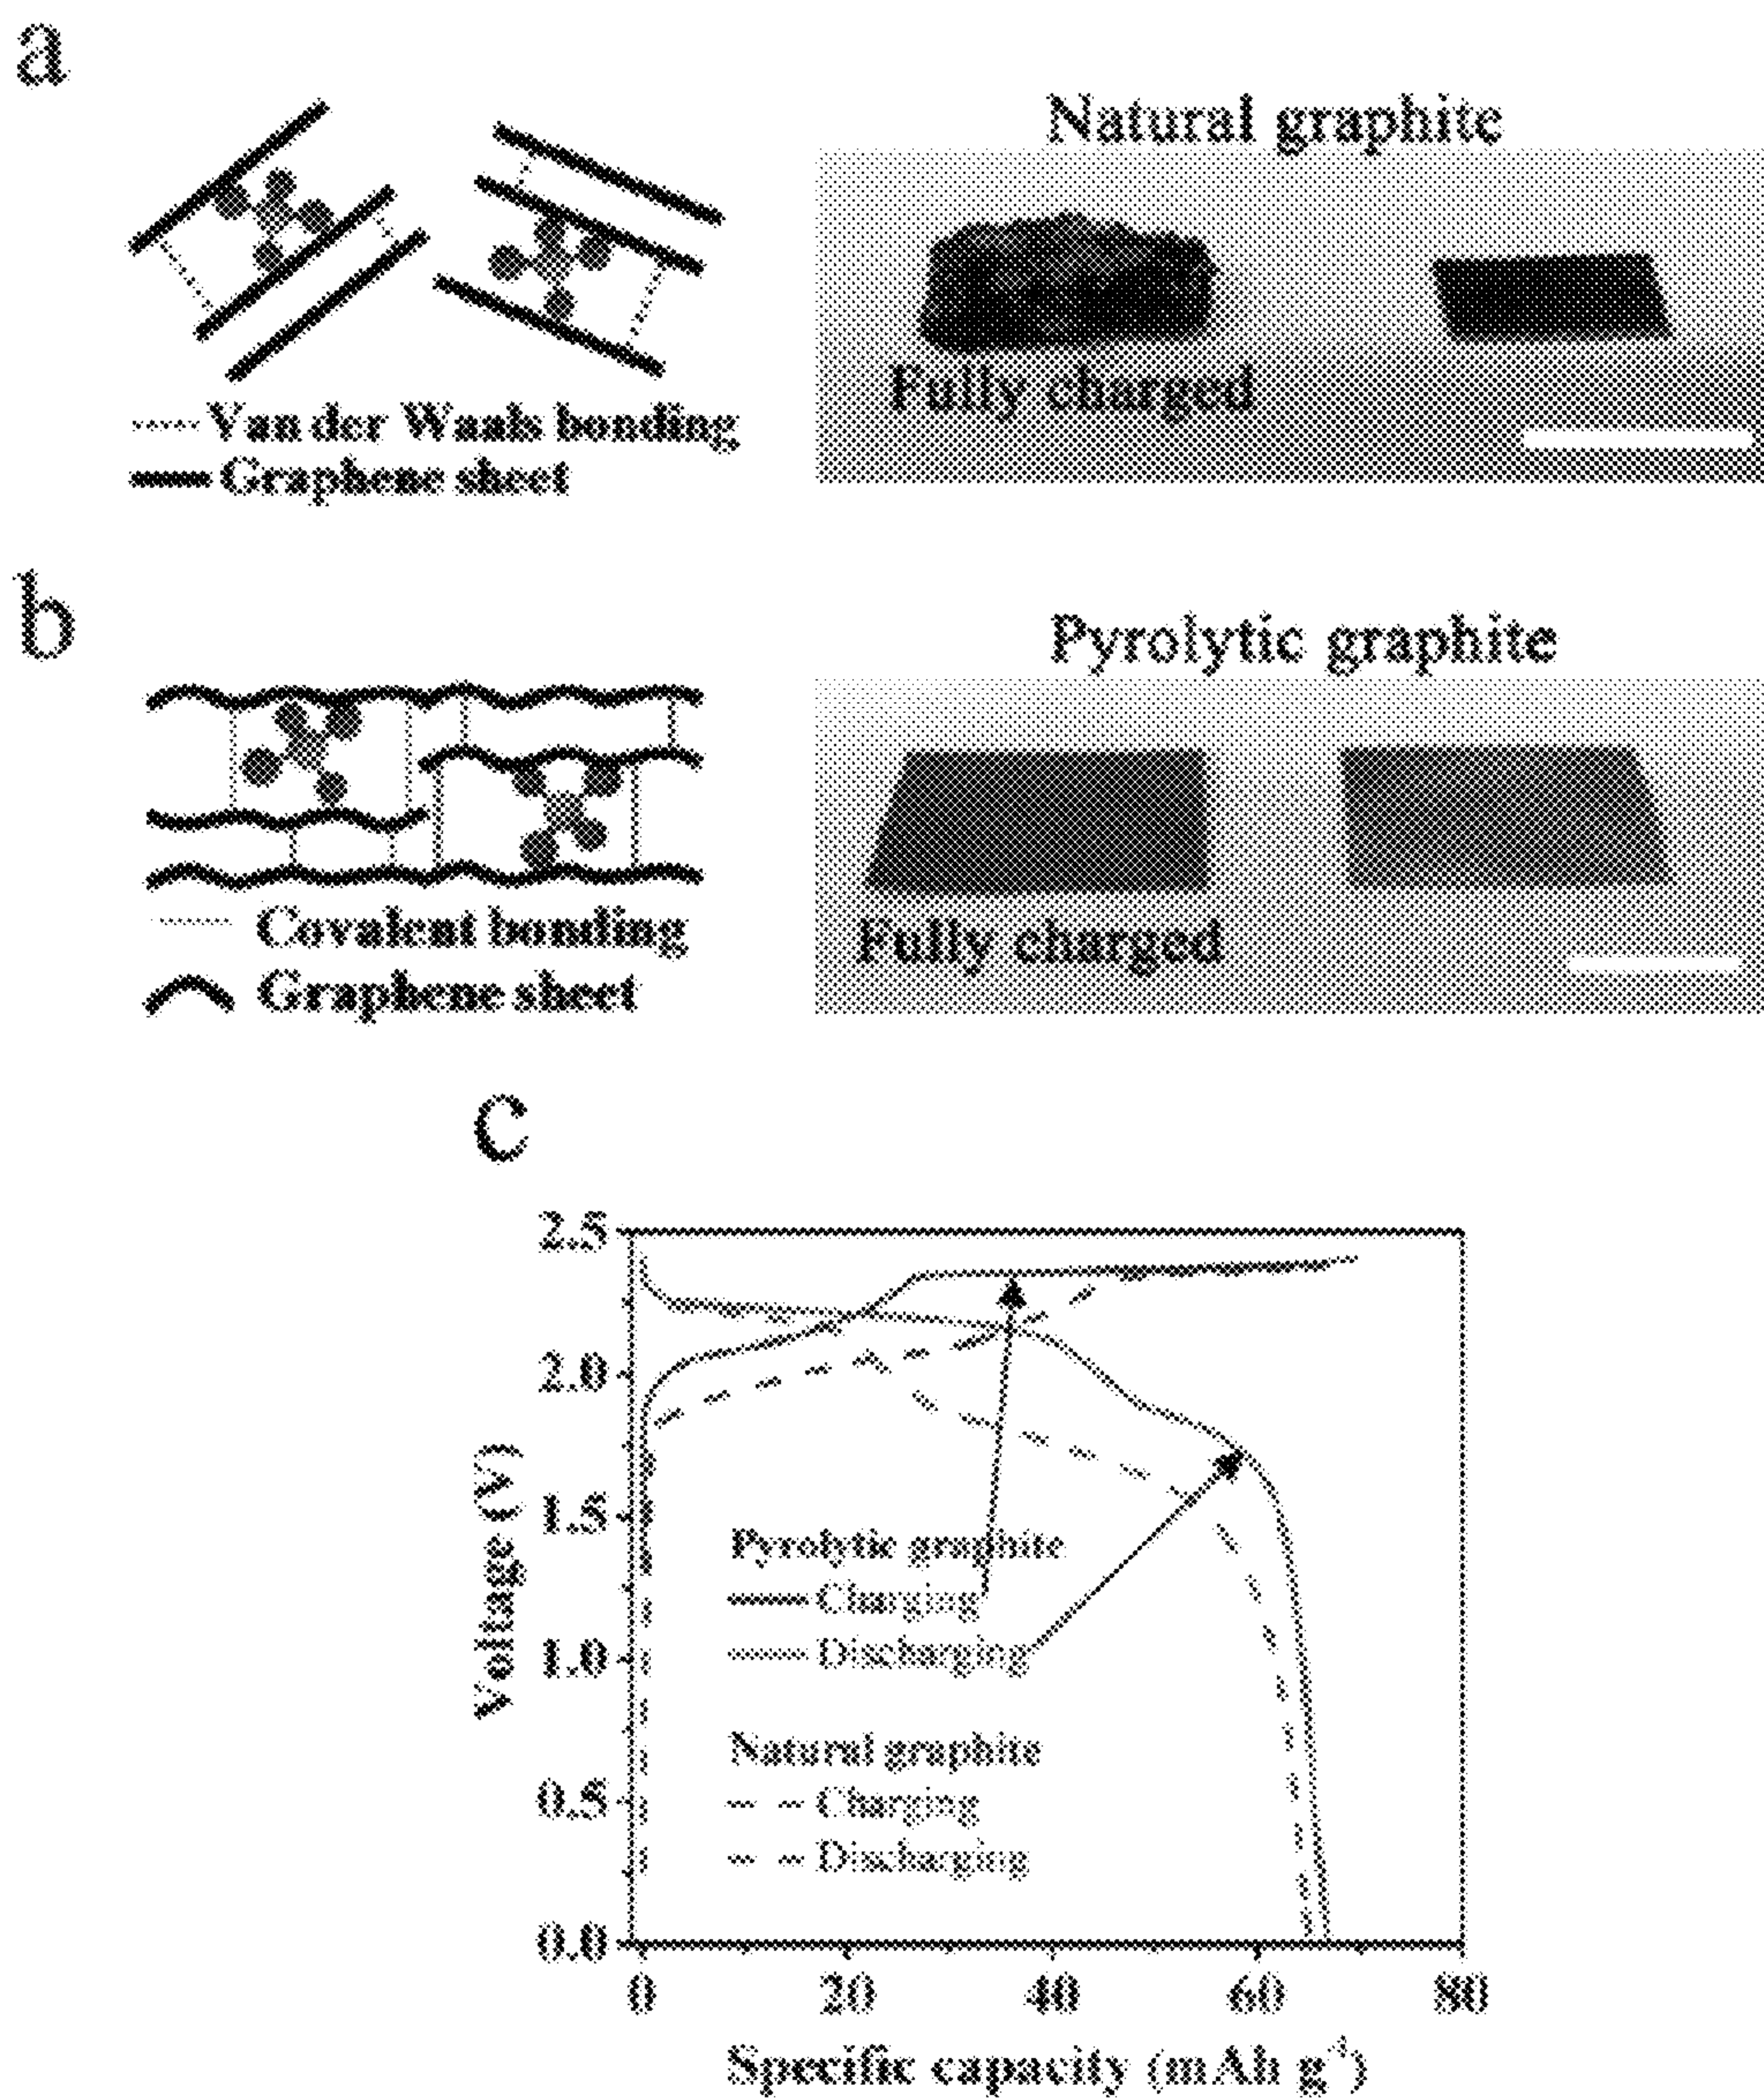 a
Natural graphite
Fully charged
Van der Waals bonding
Graphene sheet
b
Pyrolytic graphite
Fully charged
Covalent bonding
Graphene sheet
c
2.5
2.0
1.5
1.0
0.5
0.0
Voltage (V)
Pyrolytic graphite
Charging
Discharging
Natural graphite
Charging
Discharging
0 20 40 60 80
Specific capacity (mAh g⁻¹)